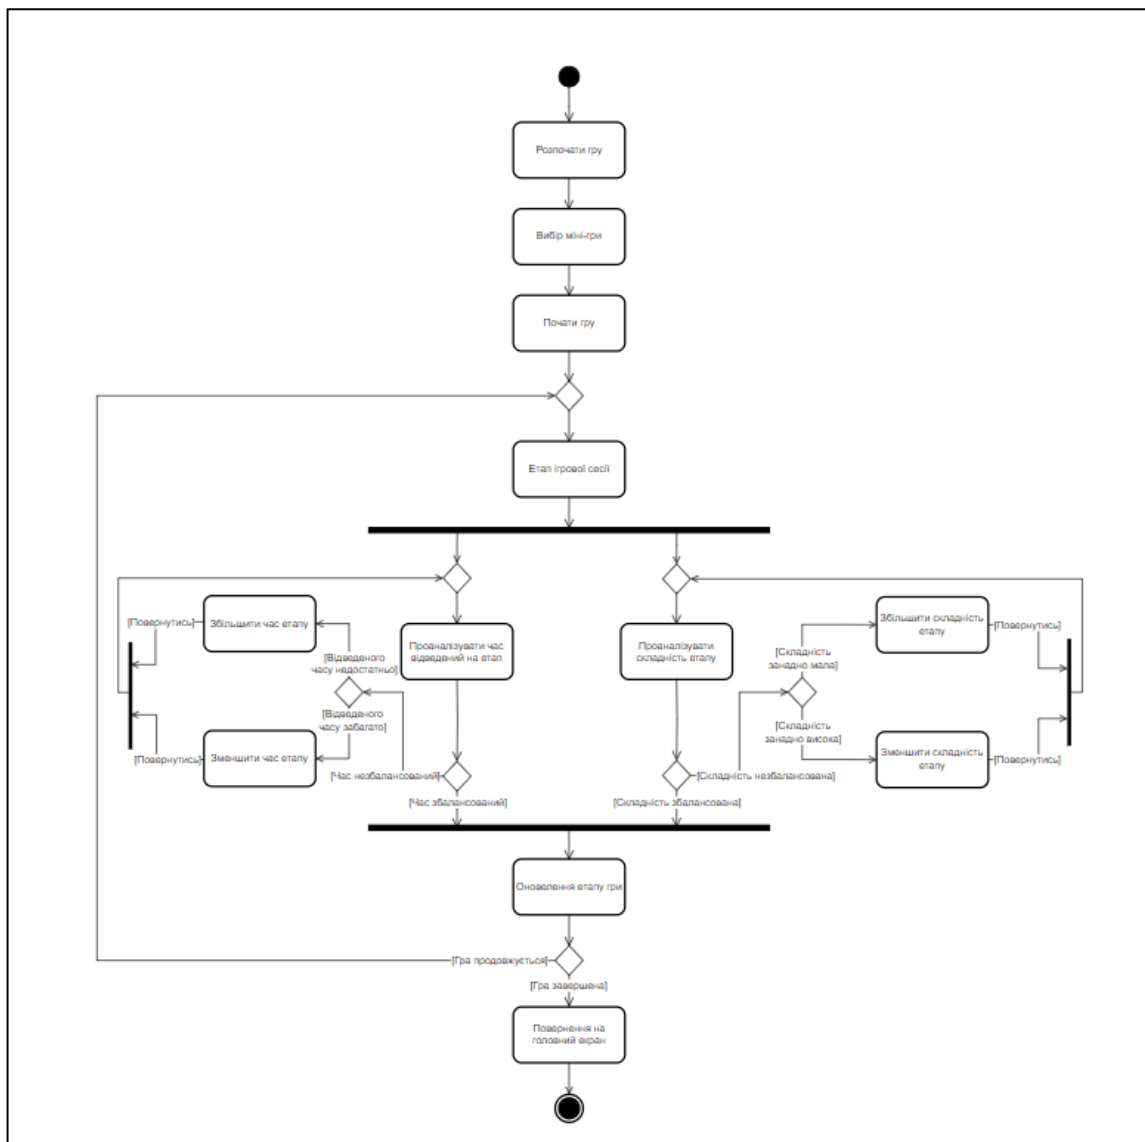 Розпочати гру
Вибір міні-гри
Почати гру
Етап ігрової сесії
[Повернутись]
Збільшити час етапу
[Відведеного
часу недостатньо]
[Відведеного
часу забагато]
[Повернутись]
Зменшити час етапу
[Час незбалансований]
Проаналізувати час
відведений на етап
[Час збалансований]
Проаналізувати
складність етапу
[Складність незбалансована]
[Складність збалансована]
[Складність
занадно мала]
[Складність
занадно висока]
Збільшити складність
етапу
[Повернутись]
Зменшити складність
етапу
[Повернутись]
Оновелення етапу гри
[Гра продовжується]
[Гра завершена]
Повернення на
головний екран